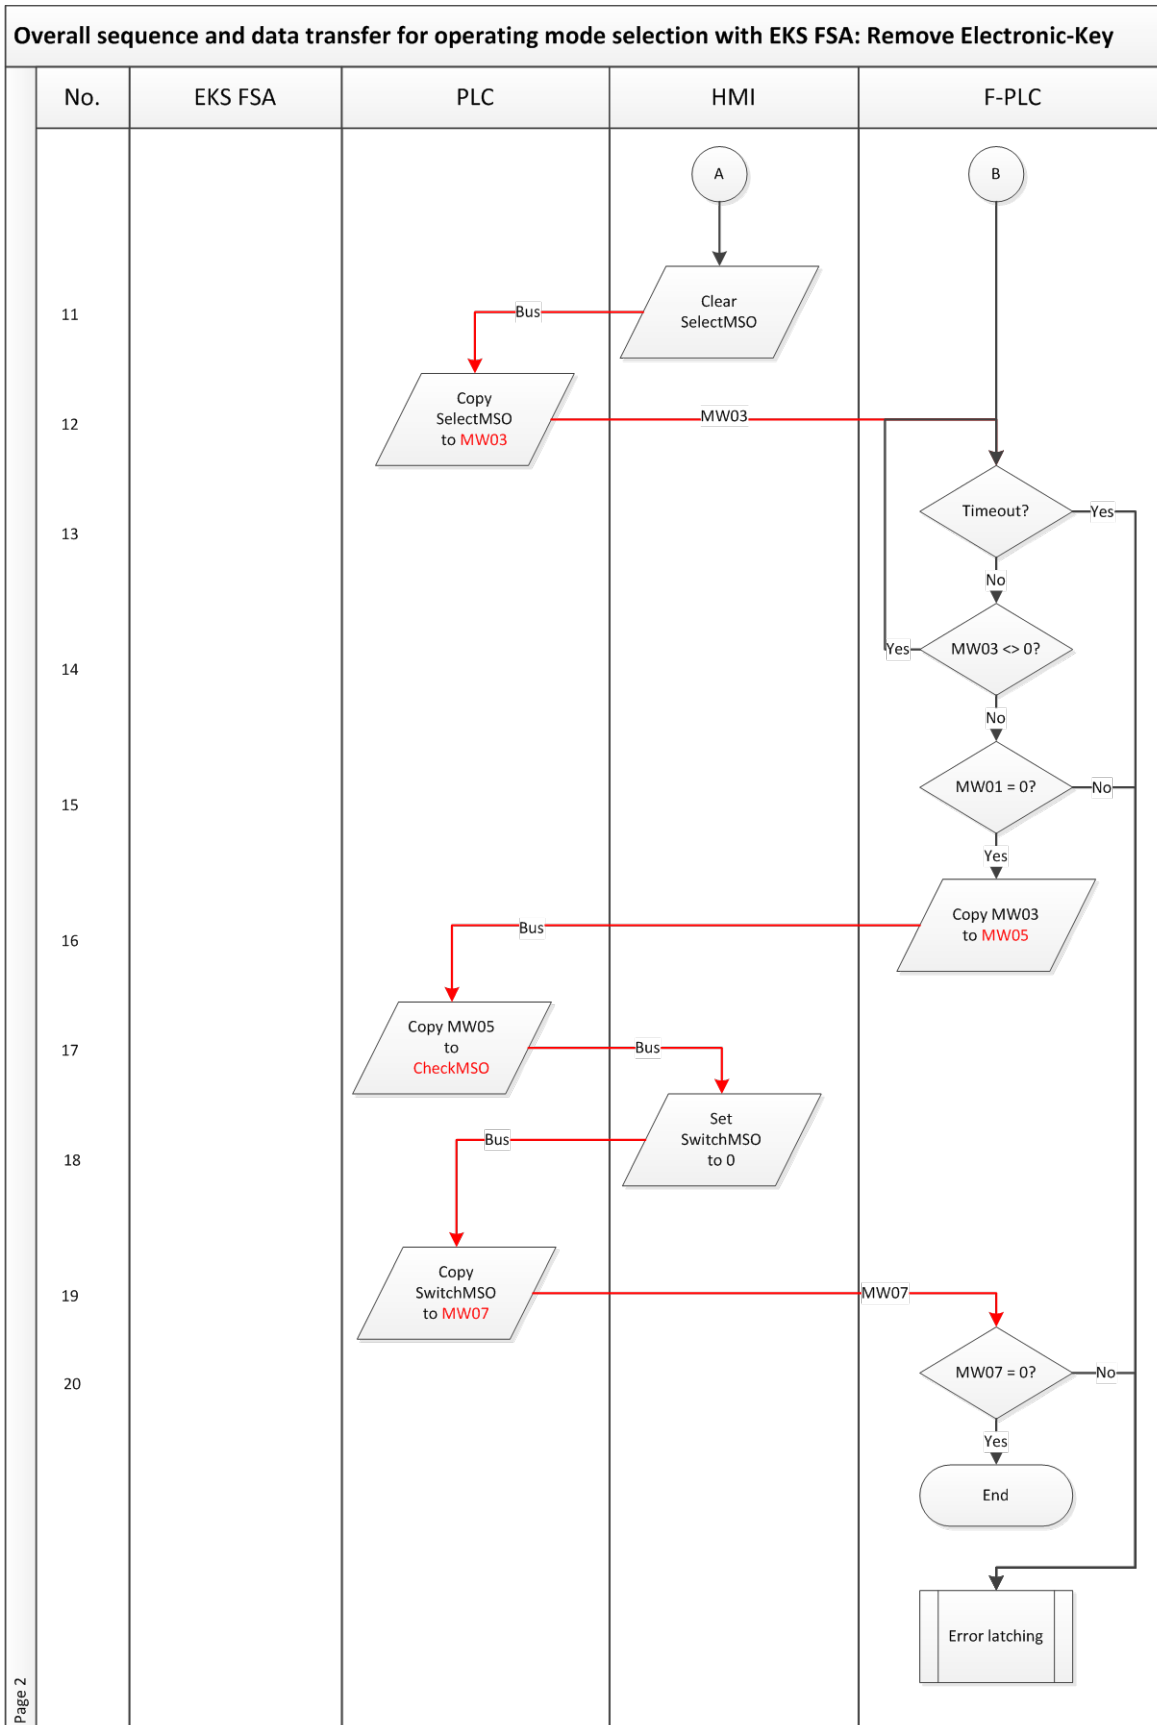 Overall sequence and data transfer for operating mode selection with EKS FSA: Remove Electronic-Key
No.
EKS FSA
PLC
HMI
F-PLC
A
B
11
Clear
SelectMSO
Bus
12
Copy
SelectMSO
to MW03
MW03
13
Timeout?
Yes
No
14
MW03 <> 0?
Yes
No
15
MW01 = 0?
No
Yes
16
Copy MW03
to MW05
Bus
17
Copy MW05
to
CheckMSO
Bus
18
Set
SwitchMSO
to 0
Bus
19
Copy
SwitchMSO
to MW07
MW07
20
MW07 = 0?
No
Yes
End
Error latching
Page 2